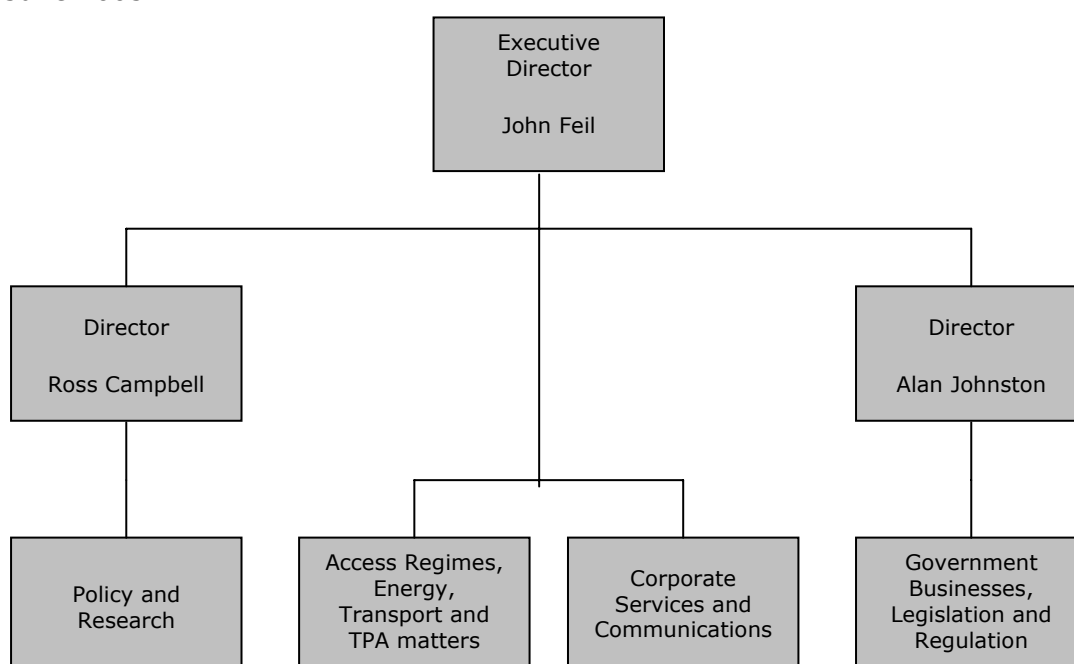 Executive
Director
John Feil
Director
Ross Campbell
Director
Alan Johnston
Policy and
Research
Access Regimes,
Energy,
Transport and
TPA matters
Corporate
Services and
Communications
Government
Businesses,
Legislation and
Regulation